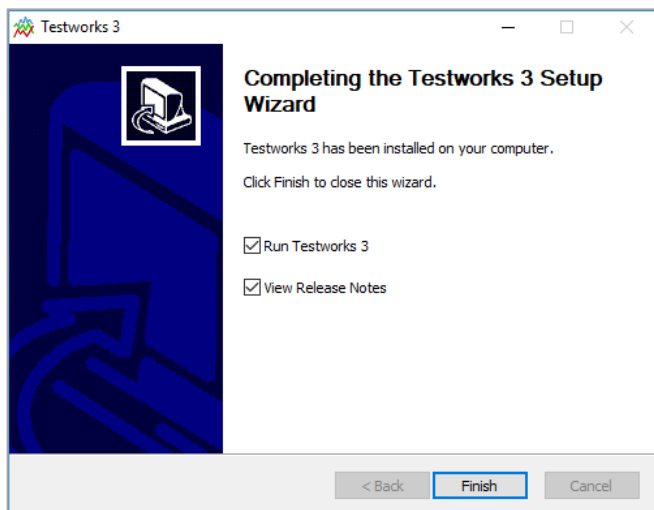 Testworks 3
Completing the Testworks 3 Setup
Wizard
Testworks 3 has been installed on your computer.
Click Finish to close this wizard.
Run Testworks 3
View Release Notes
< Back Finish Cancel